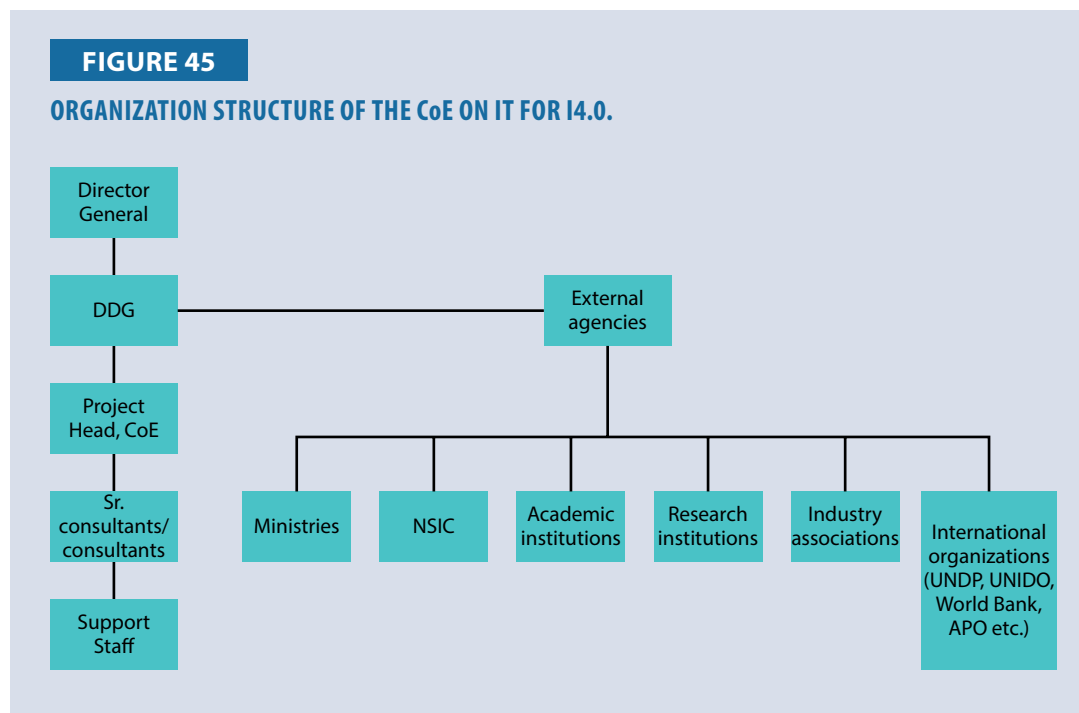 FIGURE 45
ORGANIZATION STRUCTURE OF THE CoE ON IT FOR I4.0.
Director
General
DDG
External
agencies
Project
Head, CoE
Sr.
consultants/
consultants
Ministries
NSIC
Academic
institutions
Research
institutions
Industry
associations
International
organizations
(UNDP, UNIDO,
World Bank,
APO etc.)
Support
Staff